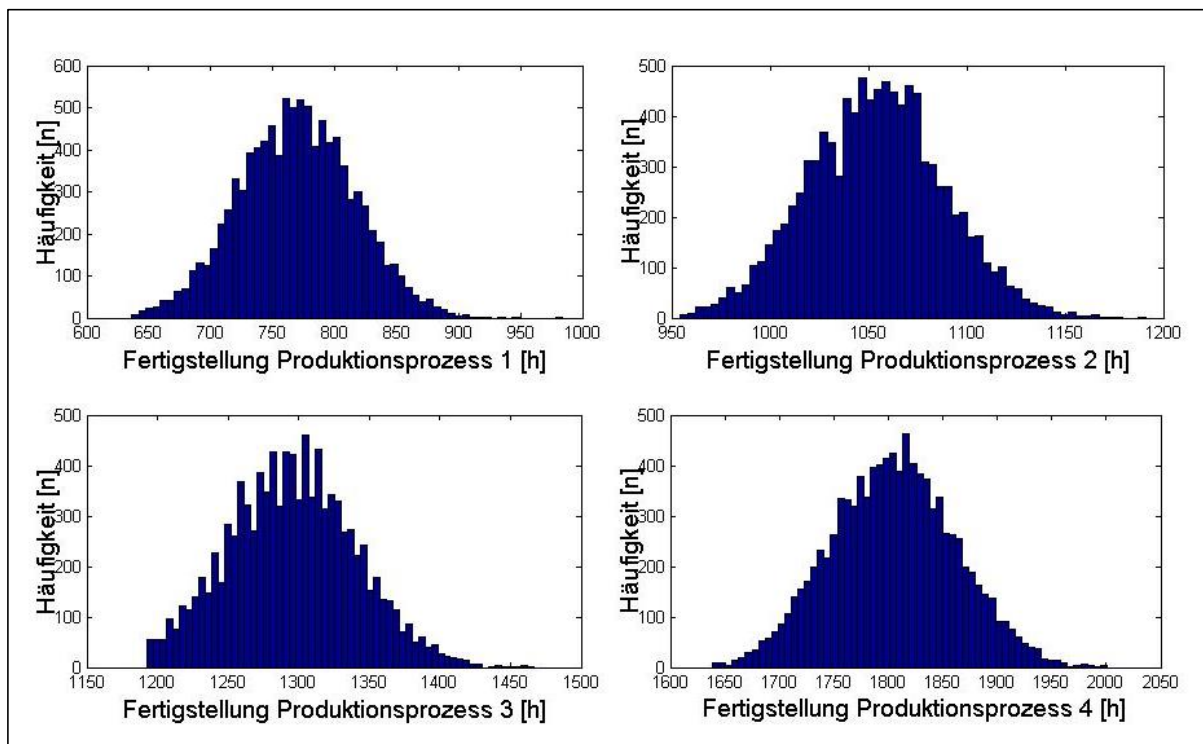 600
500
400
300
200
100
0
Häufigkeit [n]
600 650 700 750 800 850 900 950 1000
Fertigstellung Produktionsprozess 1 [h]
500
400
300
200
100
0
Häufigkeit [n]
950 1000 1050 1100 1150 1200
Fertigstellung Produktionsprozess 2 [h]
500
400
300
200
100
0
Häufigkeit [n]
1150 1200 1250 1300 1350 1400 1450 1500
Fertigstellung Produktionsprozess 3 [h]
500
400
300
200
100
0
Häufigkeit [n]
1600 1650 1700 1750 1800 1850 1900 1950 2000 2050
Fertigstellung Produktionsprozess 4 [h]